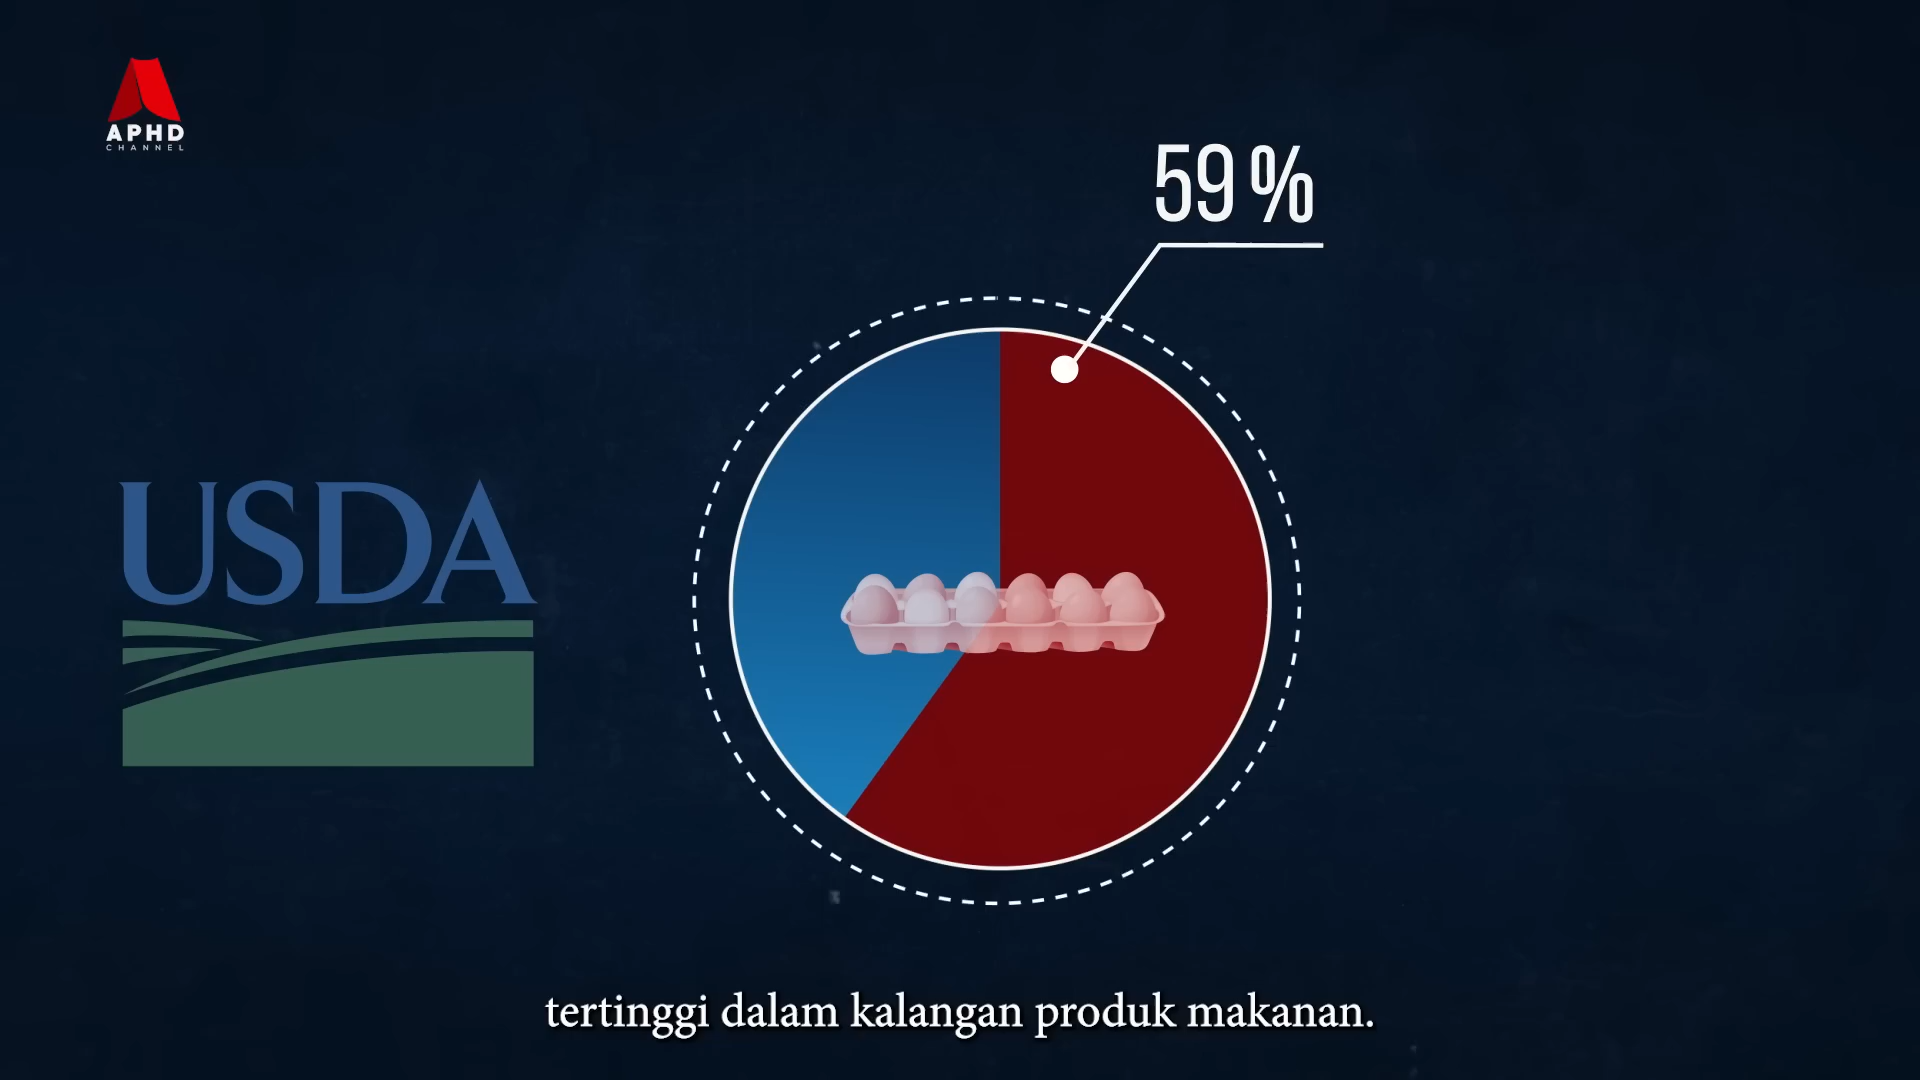 APHD
CHANNEL
59 %
USDA
tertinggi dalam kalangan produk makanan.